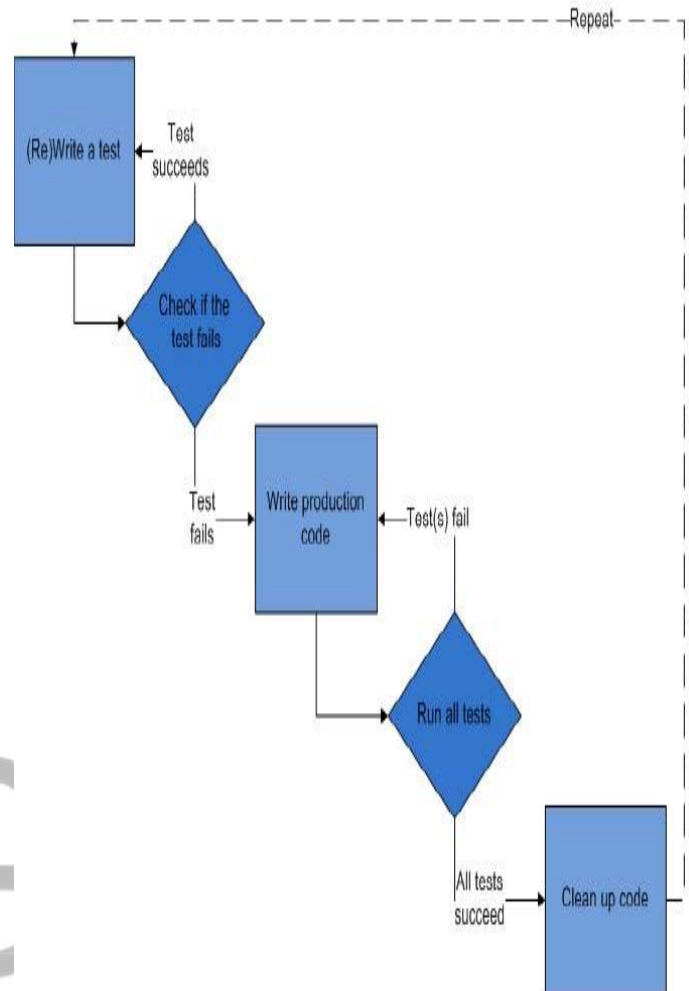 Repeat
(Re)Write a test
Test
succeeds
Check if the
test fails
Test
fails
Write production
code
Test(s) fail
Run all tests
All tests
succeed
Clean up code